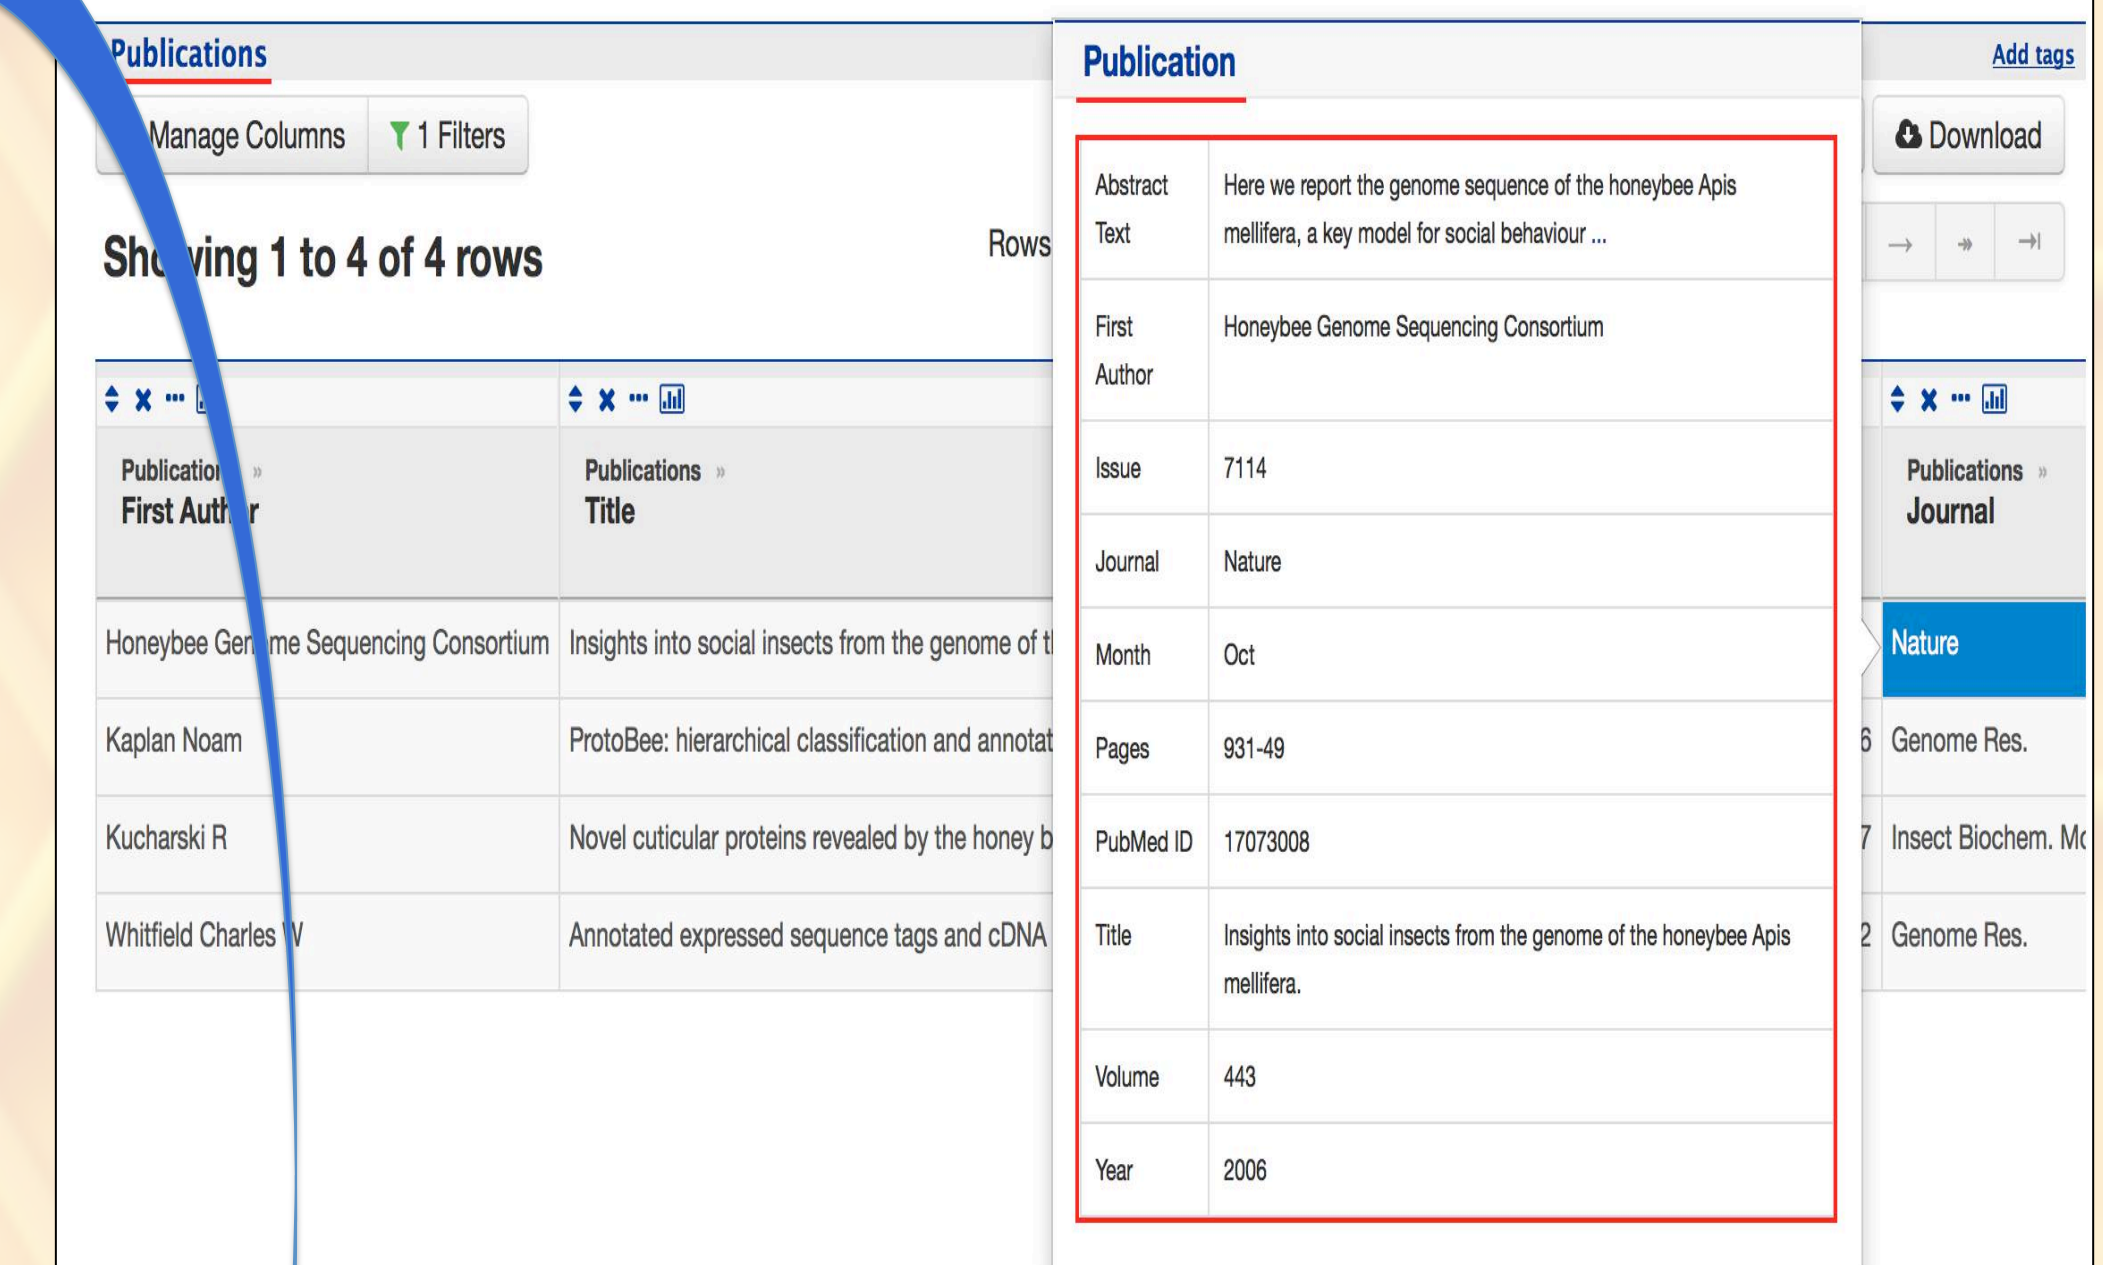 Publications
Publication
Add tags
Manage Columns
1 Filters
Download
Showing 1 to 4 of 4 rows
Rows
Abstract Text
Here we report the genome sequence of the honeybee Apis
mellifera, a key model for social behaviour ...
First Author
Honeybee Genome Sequencing Consortium
Issue
7114
Journal
Nature
Month
Oct
Pages
931-49
PubMed ID
17073008
Title
Insights into social insects from the genome of the honeybee Apis
mellifera.
Volume
443
Year
2006
Publications »
First Author
Publications »
Title
Publications »
Journal
Honeybee Genome Sequencing Consortium
Insights into social insects from the genome of
Nature
Kaplan Noam
ProtoBee: hierarchical classification and annotat
6
Genome Res.
Kucharski R
Novel cuticular proteins revealed by the honey b
7
Insect Biochem.
Whitfield Charles W
Annotated expressed sequence tags and cDNA
2
Genome Res.